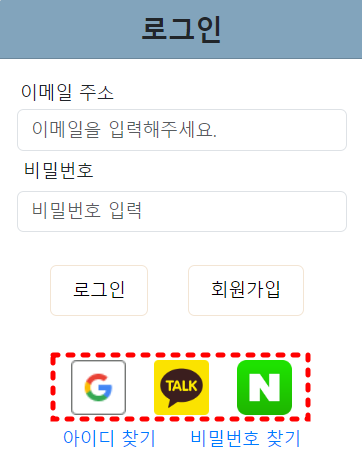 로그인
이메일 주소
이메일을 입력해주세요.
비밀번호
비밀번호 입력
로그인 회원가입
G TALK N
아이디 찾기 비밀번호 찾기